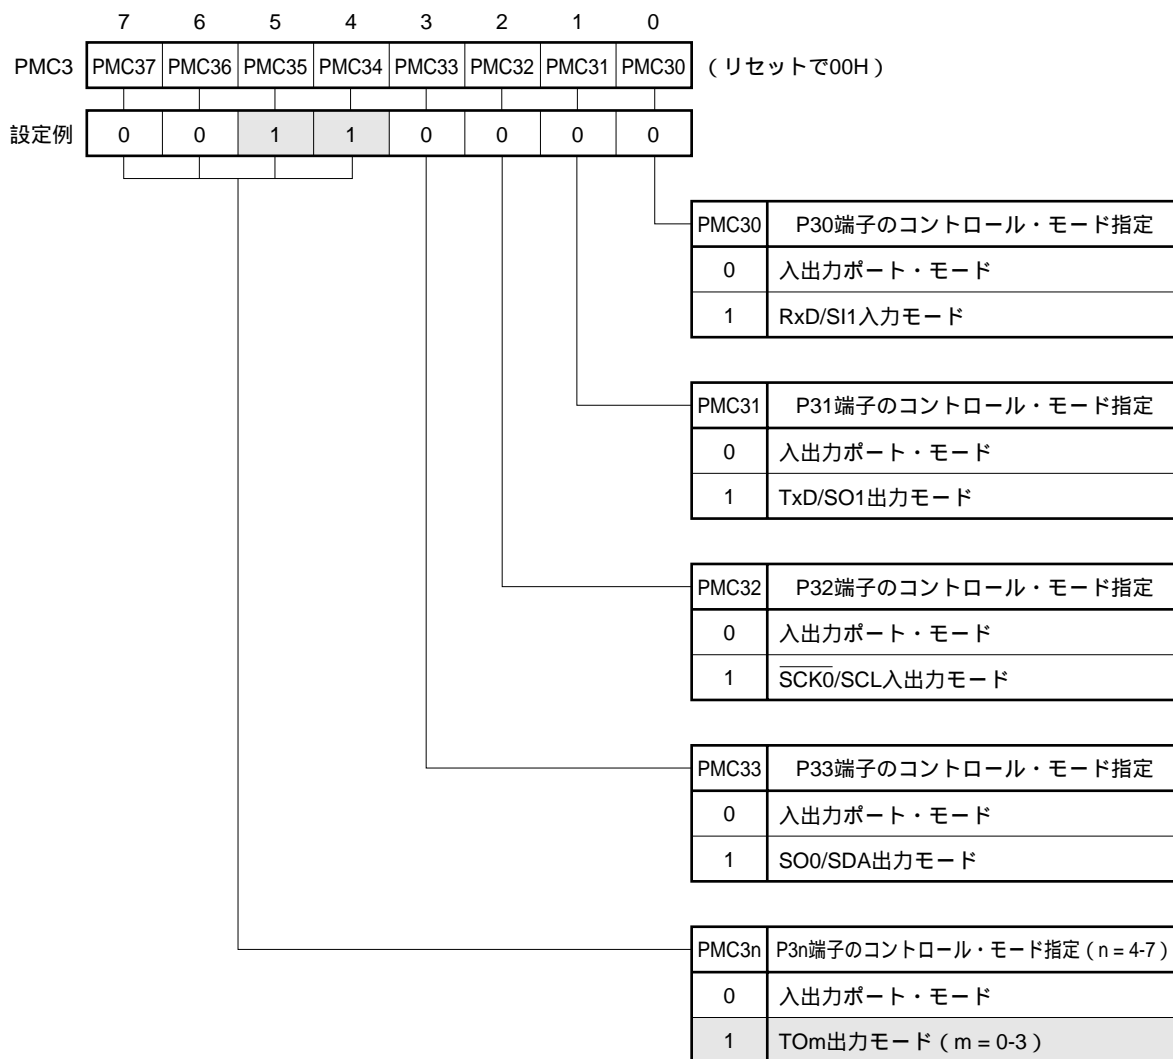 7 6 5 4 3 2 1 0
PMC3 PMC37 PMC36 PMC35 PMC34 PMC33 PMC32 PMC31 PMC30 (リセットで00H)
設定例 0 0 1 1 0 0 0 0
PMC30 P30端子のコントロール・モード指定
0 入出力ポート・モード
1 RxD/SI1入力モード
PMC31 P31端子のコントロール・モード指定
0 入出力ポート・モード
1 TxD/SO1出力モード
PMC32 P32端子のコントロール・モード指定
0 入出力ポート・モード
1 S̅C̅K̅0̅/SCL入出力モード
PMC33 P33端子のコントロール・モード指定
0 入出力ポート・モード
1 SO0/SDA出力モード
PMC3n P3n端子のコントロール・モード指定(n = 4-7)
0 入出力ポート・モード
1 TOm出力モード(m = 0-3)